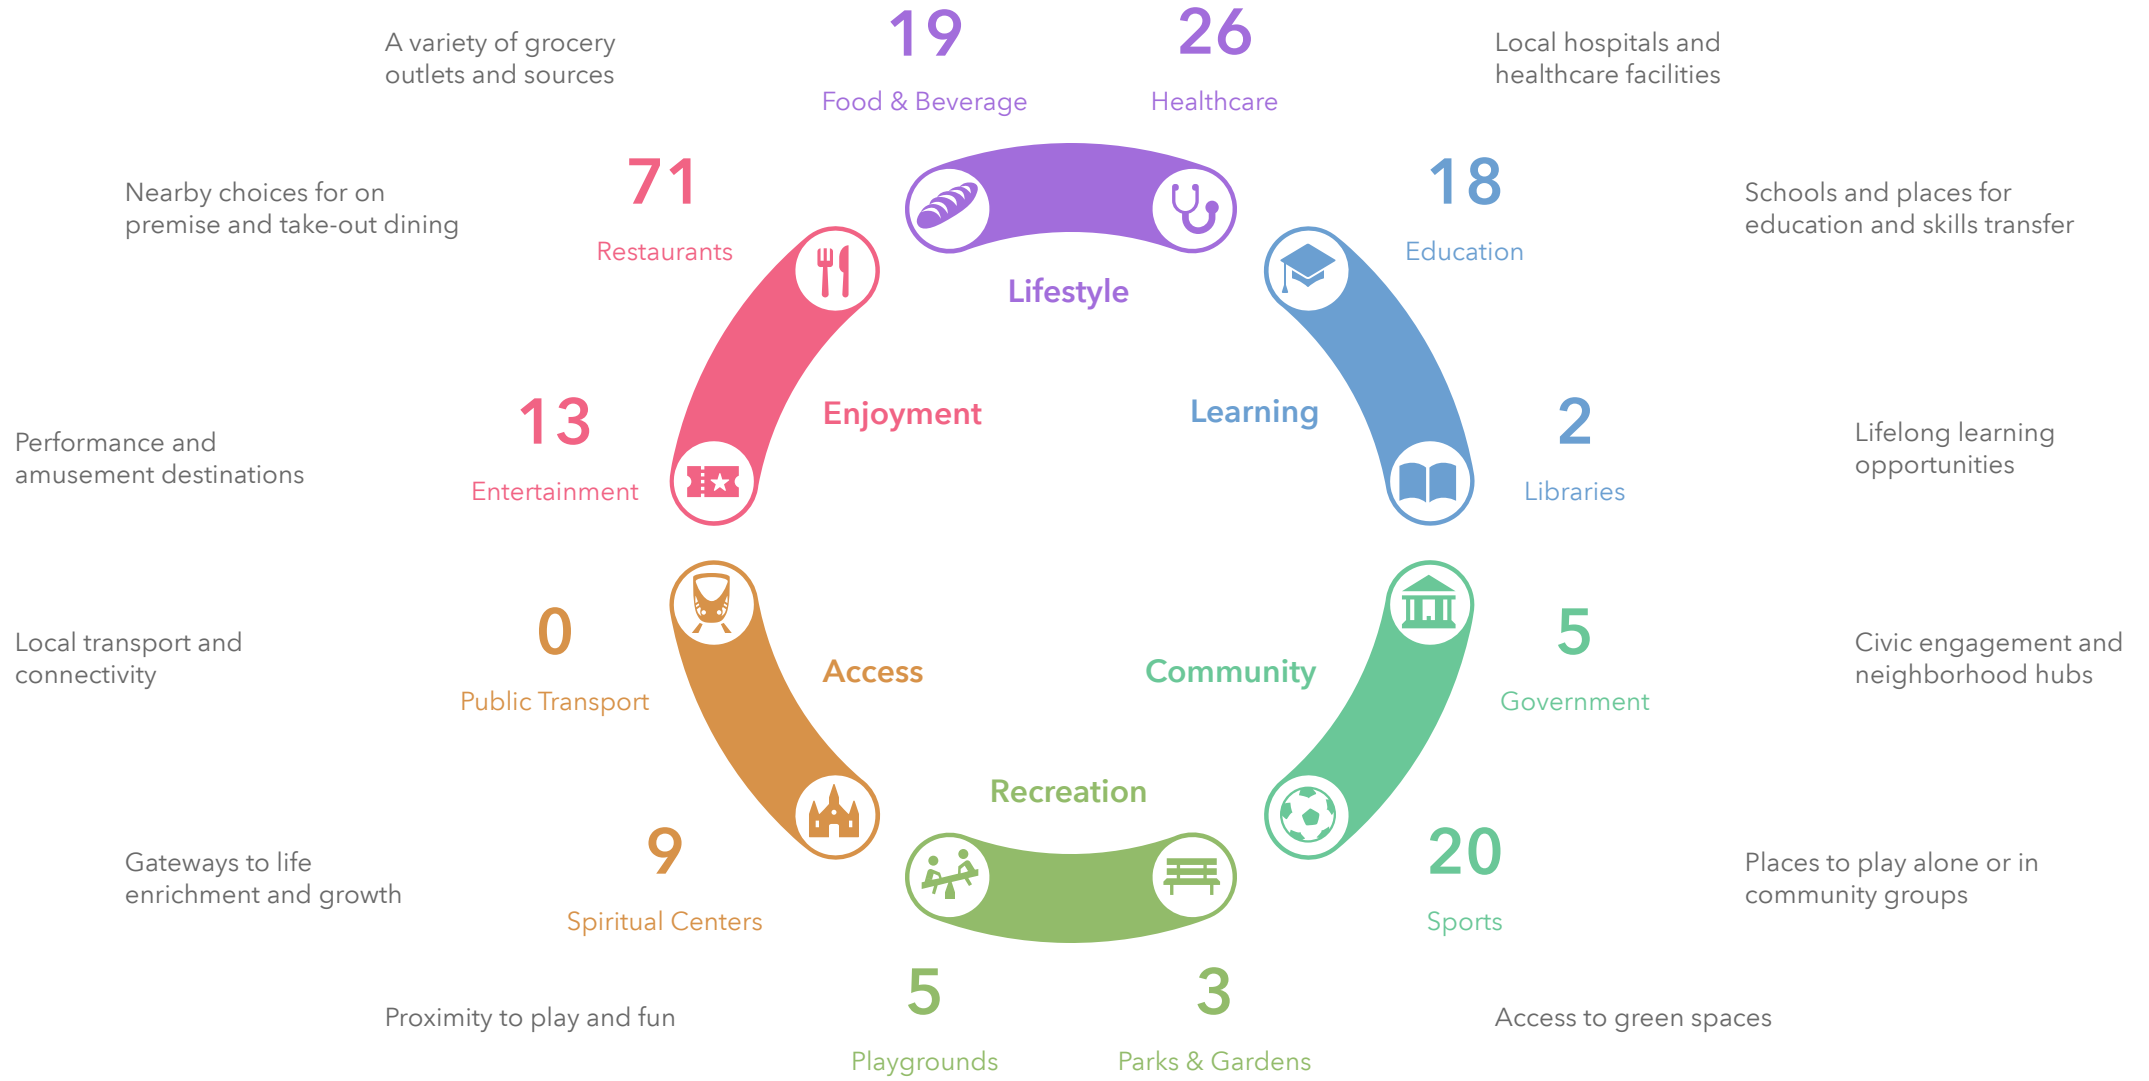 A variety of grocery
outlets and sources
19
Food & Beverage
26
Healthcare
Local hospitals and
healthcare facilities
Nearby choices for on
premise and take-out dining
71
Restaurants
18
Education
Schools and places for
education and skills transfer
Lifestyle
Performance and
amusement destinations
13
Entertainment
Enjoyment
Learning
2
Libraries
Lifelong learning
opportunities
Local transport and
connectivity
0
Public Transport
Access
Community
5
Government
Civic engagement and
neighborhood hubs
Recreation
Gateways to life
enrichment and growth
9
Spiritual Centers
20
Sports
Places to play alone or in
community groups
Proximity to play and fun
5
Playgrounds
3
Parks & Gardens
Access to green spaces